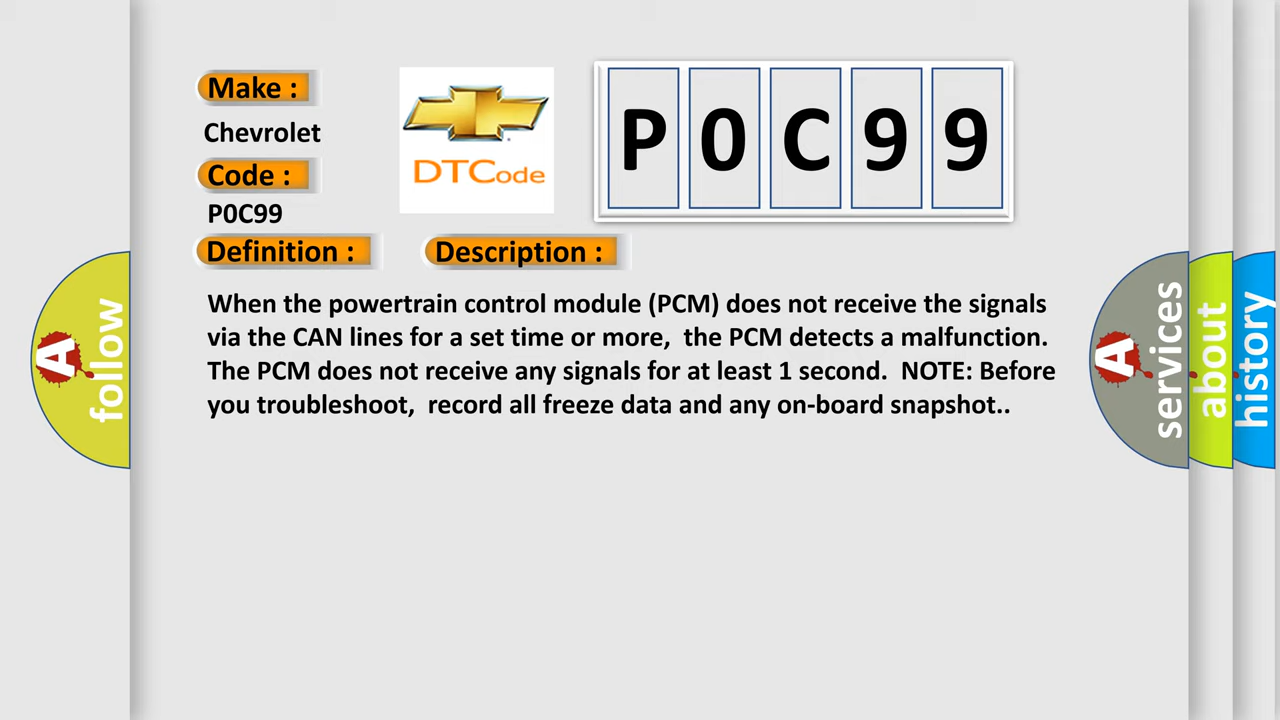 Make :
Chevrolet
Code :
P0C99
Definition :
Description :
DTCode
P0C99
When the powertrain control module (PCM) does not receive the signals
via the CAN lines for a set time or more,  the PCM detects a malfunction.
The PCM does not receive any signals for at least 1 second.  NOTE: Before
you troubleshoot,  record all freeze data and any on-board snapshot..
A follow
A services
about
history